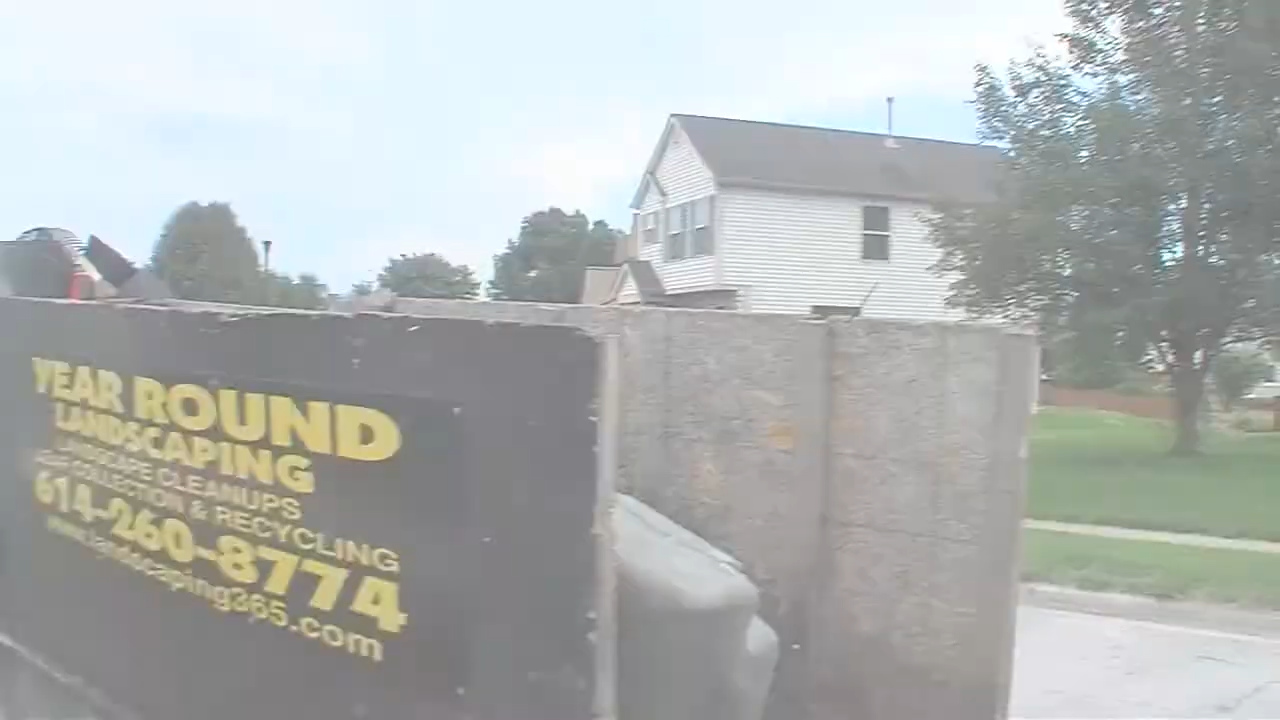 YEAR ROUND
LANDSCAPING
LANDSCAPE CLEANUPS
COLLECTION & RECYCLING
614-260-8774
www.landscaping365.com